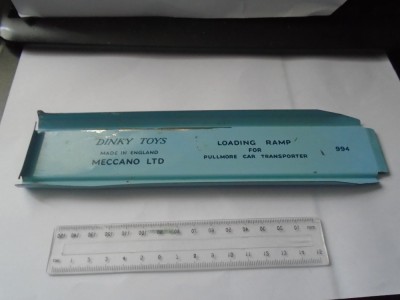 DINKY TOYS
MADE IN ENGLAND
MECCANO LTD
LOADING RAMP
FOR
PULLMORE CAR TRANSPORTER
994